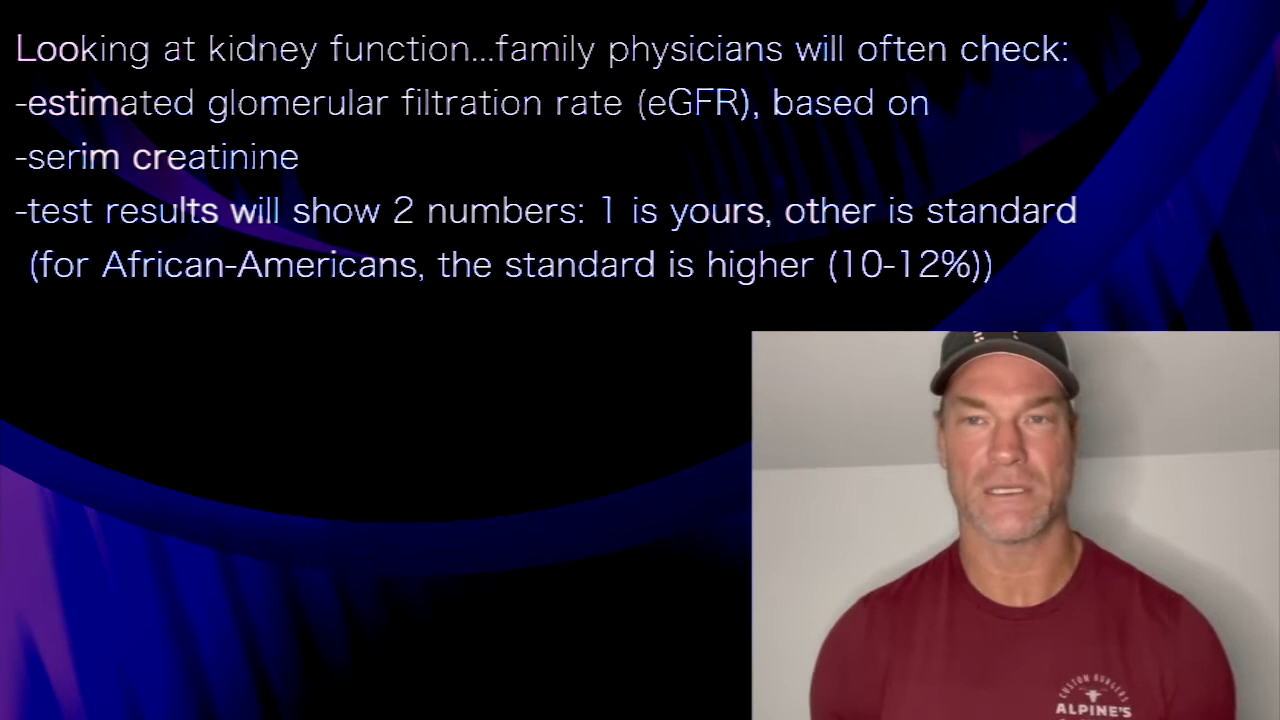 Looking at kidney function...family physicians will often check:
-estimated glomerular filtration rate (eGFR), based on
-serim creatinine
-test results will show 2 numbers: 1 is yours, other is standard
(for African-Americans, the standard is higher (10-12%))
CUSTOM BURGERS
ALPINE'S